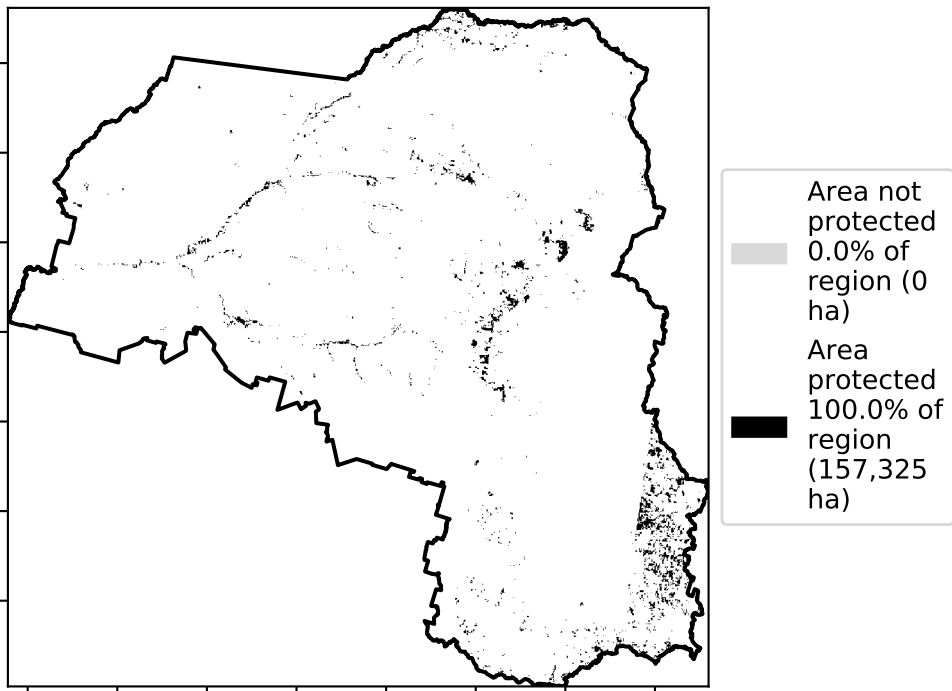 Area not
protected
0.0% of
region (0
ha)
Area
protected
100.0% of
region
(157,325
ha)